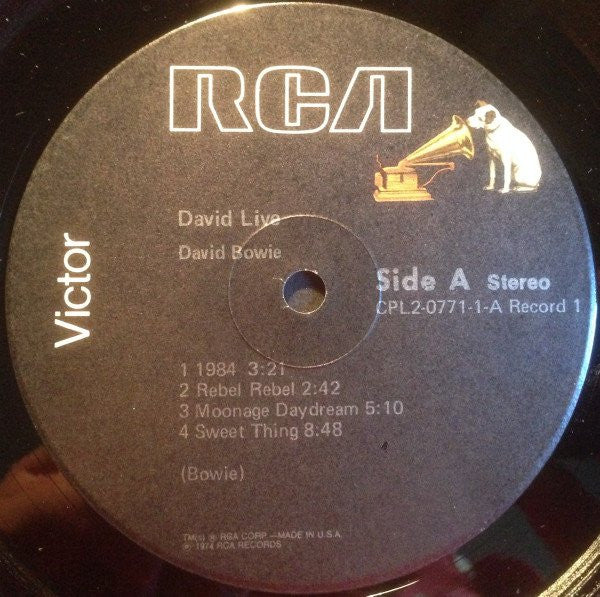 RCA
Victor
David Live
David Bowie
Side A Stereo
CPL2-0771-1-A Record 1
1 1984 3:21
2 Rebel Rebel 2:42
3 Moonage Daydream 5:10
4 Sweet Thing 8:48
(Bowie)
TM(s) ® RCA CORP.—MADE IN U.S.A.
℗ 1974 RCA RECORDS